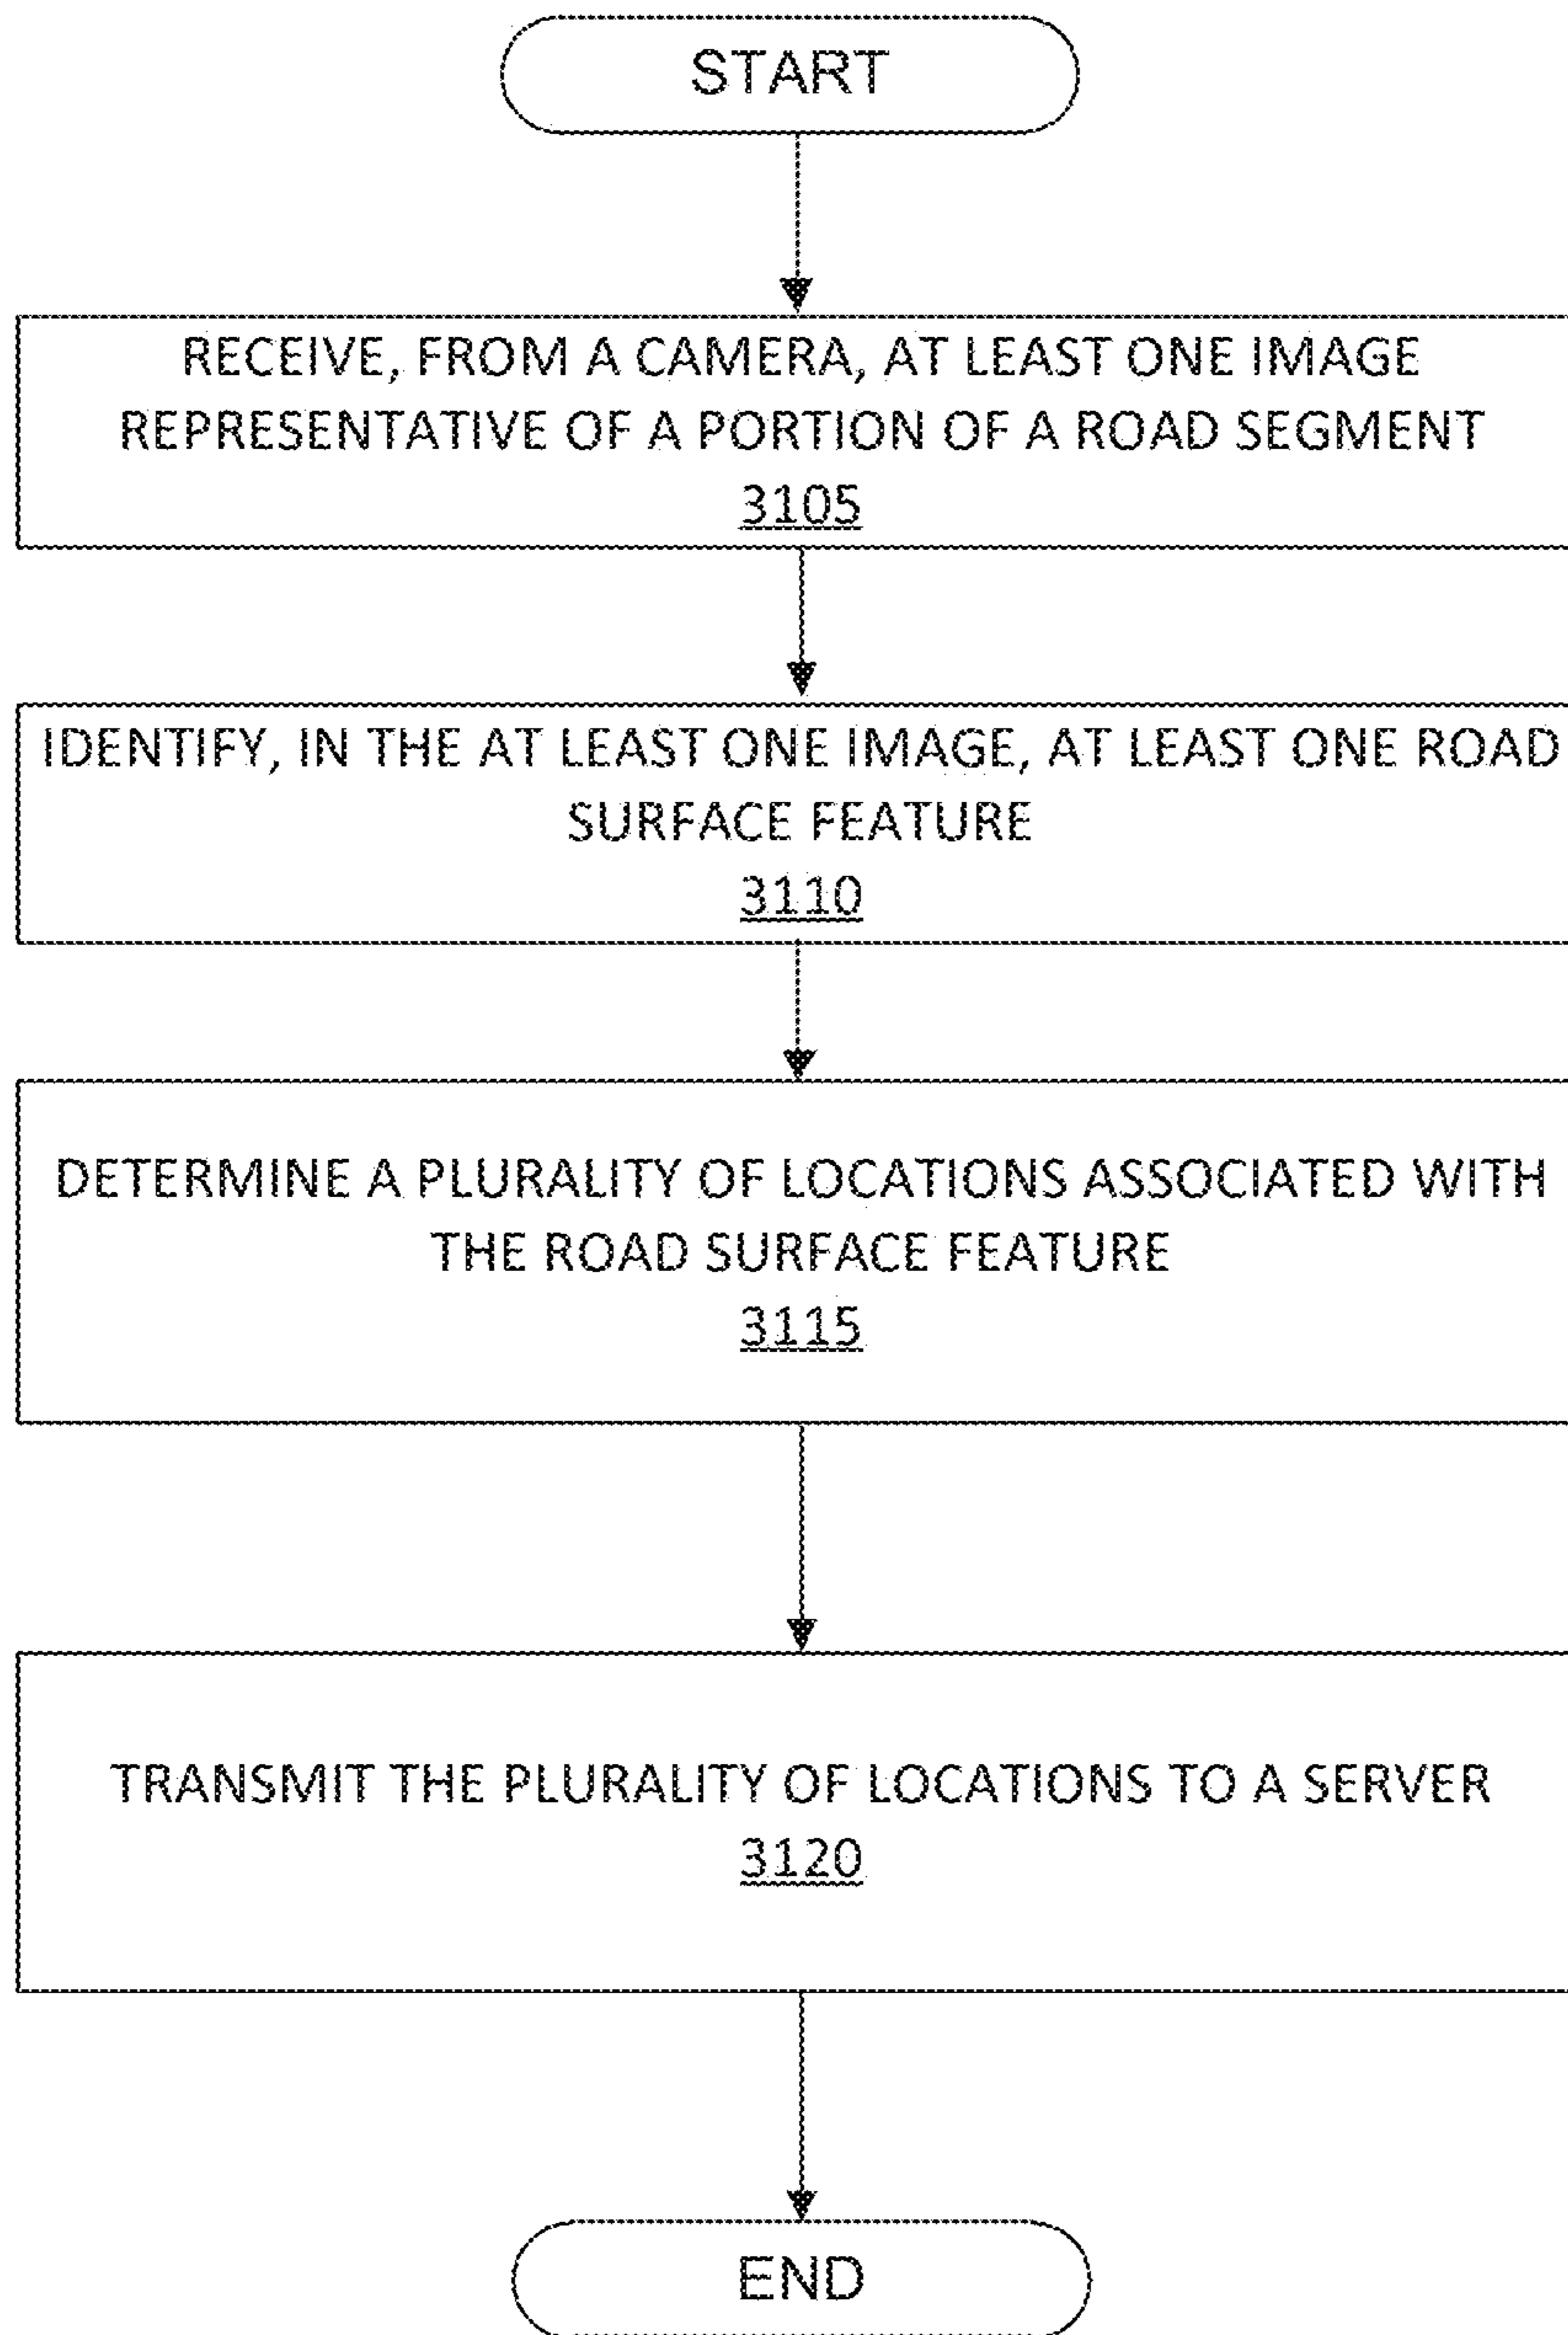 START
RECEIVE, FROM A CAMERA, AT LEAST ONE IMAGE
REPRESENTATIVE OF A PORTION OF A ROAD SEGMENT
3105
IDENTIFY, IN THE AT LEAST ONE IMAGE, AT LEAST ONE ROAD
SURFACE FEATURE
3110
DETERMINE A PLURALITY OF LOCATIONS ASSOCIATED WITH
THE ROAD SURFACE FEATURE
3115
TRANSMIT THE PLURALITY OF LOCATIONS TO A SERVER
3120
END